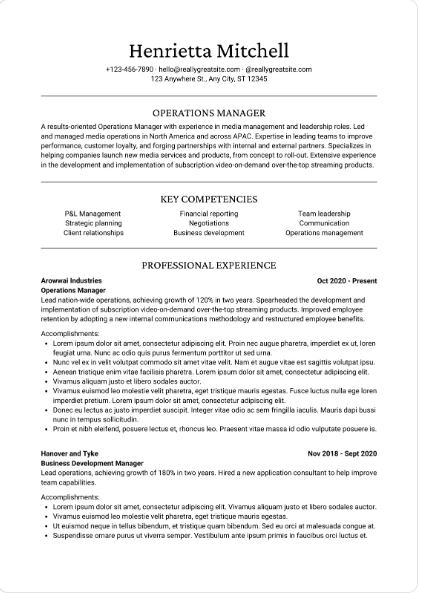 Henrietta Mitchell
+123-456-7890 · hello@reallygreatsite.com · @reallygreatsite.com
123 Anywhere St., Any City, ST 12345
OPERATIONS MANAGER
A results-oriented Operations Manager with experience in media management and leadership roles. Led
and managed media operations in North America and across APAC. Expertise in leading teams to improve
performance, customer loyalty, and forging partnerships with internal and external partners. Specializes in
helping companies launch new media services and products, from concept to roll-out. Extensive experience
in the development and implementation of subscription video-on-demand over-the-top streaming products.
KEY COMPETENCIES
P&L Management Financial reporting Team leadership
Strategic planning Negotiations Communication
Client relationships Business development Operations management
PROFESSIONAL EXPERIENCE
Arowwai Industries Oct 2020 - Present
Operations Manager
Lead nation-wide operations, achieving growth of 120% in two years. Spearheaded the development and
implementation of subscription video-on-demand over-the-top streaming products. Improved employee
retention by adopting a new internal communications methodology and restructured employee benefits.
Accomplishments:
• Lorem ipsum dolor sit amet, consectetur adipiscing elit. Proin nec augue pharetra, imperdiet ex ut, lorem
feugiat urna. Nunc ac odio quis purus fermentum porttitor ut sed urna.
• Nunc vel ex in velit volutpat commodo sit amet vitae velit. Nam et augue vitae est sagittis volutpat ipsu.
• Aenean tristique enim vitae facilisis pharetra. Lorem ipsum dolor sit amet, consectetur adipiscing elit.
• Vivamus aliquam justo et libero sodales auctor.
• Vivamus euismod leo molestie velit pharetra, eget tristique mauris egestas. Fusce luctus nulla ege loren
imperdiet pretium. Lorem ipsum dolor sit amet, consectetur adipiscing elit.
• Donec eu lectus ac justo imperdiet suscipit. Integer vitae odio ac sem fringilla iaculis. Mauris dapi bussi
nunc in tempus sollicitudin.
• Proin et nibh eleifend, posuere lectus et, rhoncus leo. Praesent vitae massa id odio vulputate posuere is.
Hanover and Tyke Nov 2018 - Sept 2020
Business Development Manager
Lead operations, achieving growth of 180% in two years. Hired a new application consultant to help improve
team capabilities.
Accomplishments:
• Lorem ipsum dolor sit amet, consectetur adipiscing elit. Vivamus aliquam justo et libero sodales auctor.
• Vivamus euismod leo molestie velit pharetra, eget tristique mauris egestas.
• Ut euismod neque in tellus bibendum, et tristique quam bibendum. Sed eu orci at malesuada congue at.
• Suspendisse ornare purus ut viverra semper. Vestibulum ante ipsum primis in faucibus orci luctus et.